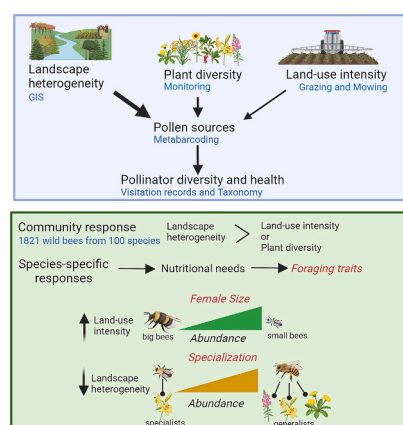 Landscape
heterogeneity
GIS
Plant diversity
Monitoring
Land-use intensity
Grazing and Mowing
Pollen sources
Metabarcoding
Pollinator diversity and health
Visitation records and Taxonomy
Community response
1821 wild bees from 100 species
Landscape
heterogeneity
Land-use intensity
or
Plant diversity
Species-specific
responses
Nutritional needs
Foraging traits
Female Size
Land-use
intensity
big bees
small bees
Abundance
Specialization
Landscape
heterogeneity
Abundance
specialists
generalists